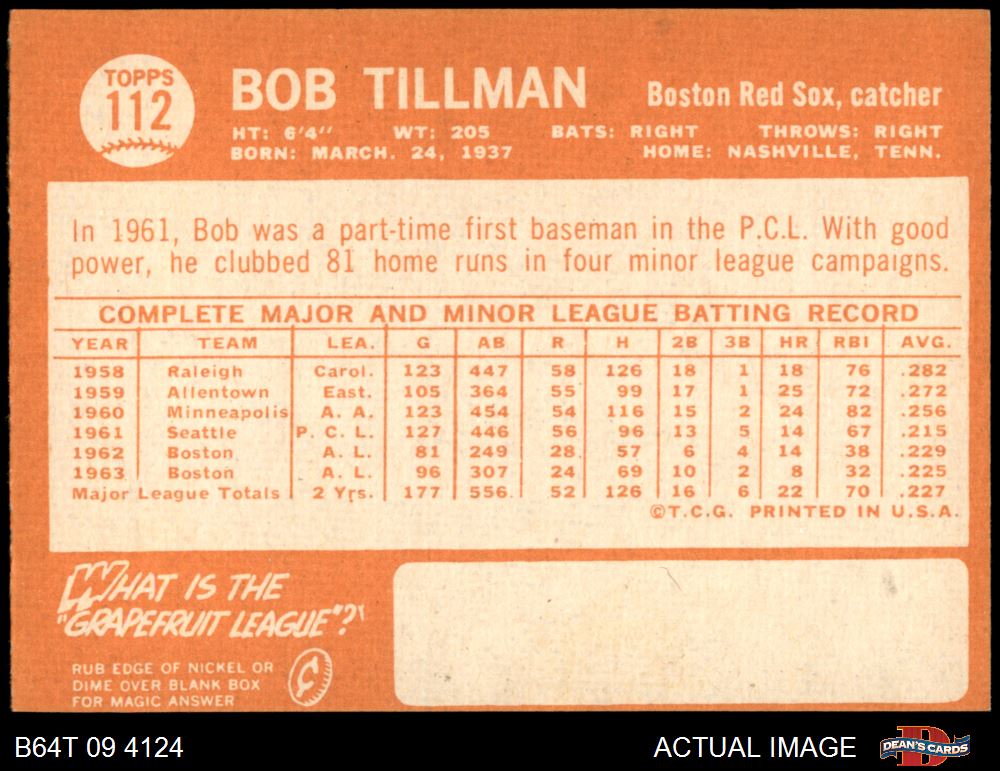 TOPPS
112
BOB TILLMAN
Boston Red Sox, catcher
HT: 6'4" WT: 205 BATS: RIGHT THROWS: RIGHT
BORN: MARCH. 24, 1937 HOME: NASHVILLE, TENN.
In 1961, Bob was a part-time first baseman in the P.C.L. With good
power, he clubbed 81 home runs in four minor league campaigns.
COMPLETE MAJOR AND MINOR LEAGUE BATTING RECORD
YEAR TEAM LEA. G AB R H 2B 3B HR RBI AVG.
1958 Raleigh Carol. 123 447 58 126 18 1 18 76 .282
1959 Allentown East. 105 364 55 99 17 1 25 72 .272
1960 Minneapolis A. A. 123 454 54 116 15 2 24 82 .256
1961 Seattle P. C. L. 127 446 56 96 13 5 14 67 .215
1962 Boston A. L. 81 249 28 57 6 4 14 38 .229
1963 Boston A. L. 96 307 24 69 10 2 8 32 .225
Major League Totals 2 Yrs. 177 556 52 126 16 6 22 70 .227
©T.C.G. PRINTED IN U.S.A.
WHAT IS THE
"GRAPEFRUIT LEAGUE"?
RUB EDGE OF NICKEL OR
DIME OVER BLANK BOX
FOR MAGIC ANSWER
¢
B64T 09 4124
ACTUAL IMAGE
D
DEAN'S CARDS